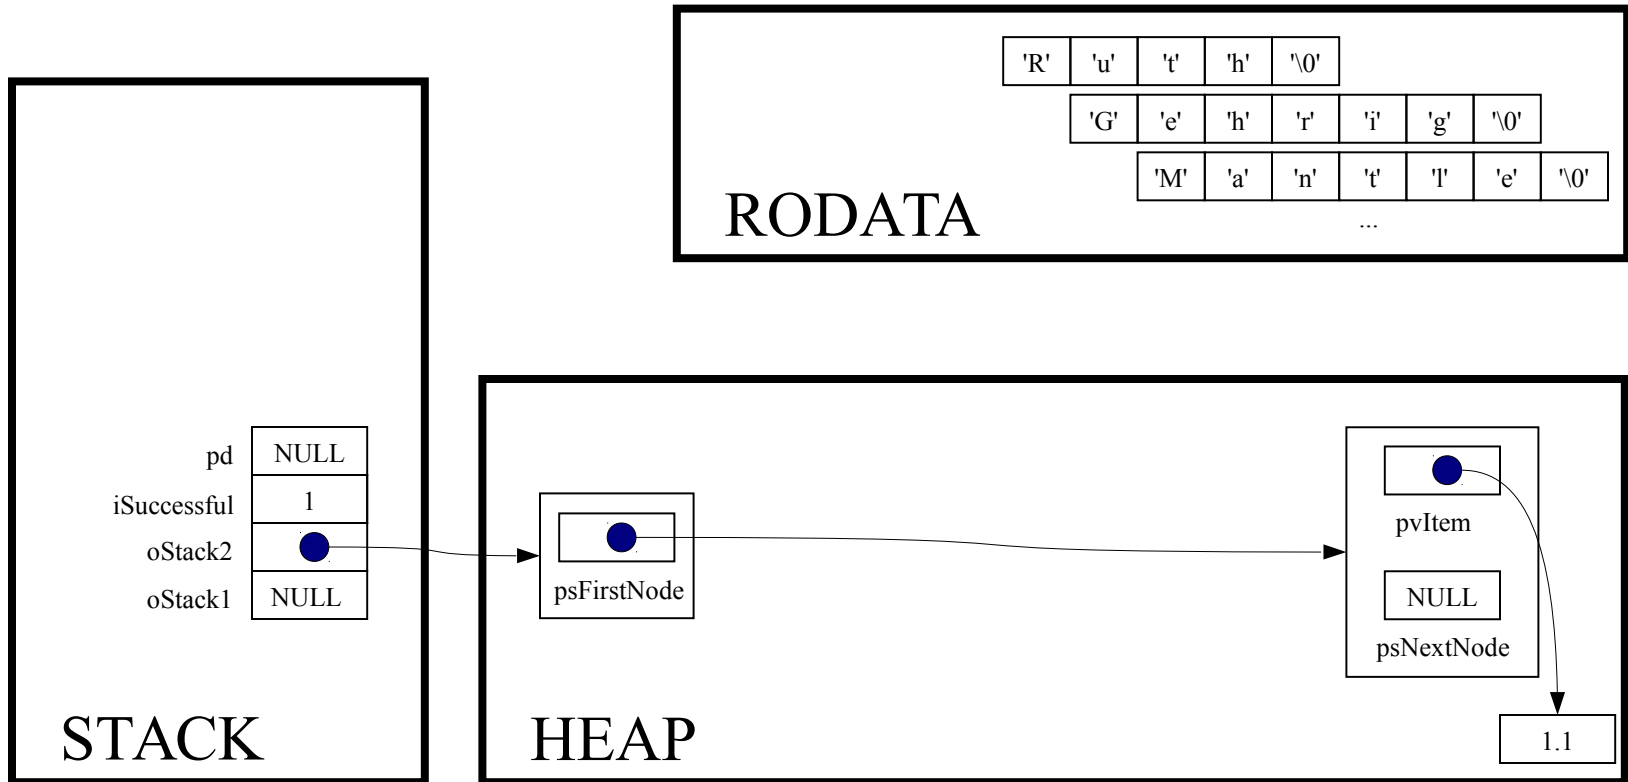 'R' 'u' 't' 'h' '\0'
'G' 'e' 'h' 'r' 'i' 'g' '\0'
'M' 'a' 'n' 't' 'l' 'e' '\0'
...
RODATA
pd NULL
iSuccessful 1
oStack2
oStack1 NULL
STACK
psFirstNode
pvItem
NULL
psNextNode
1.1
HEAP